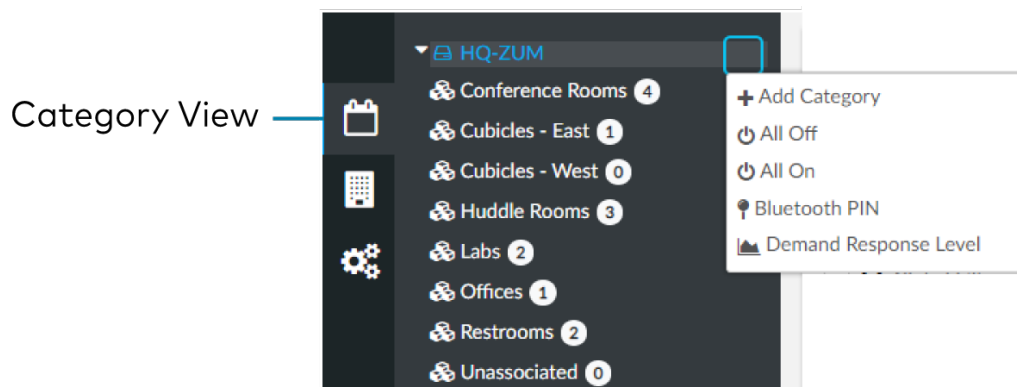 Category View
HQ-ZUM
Conference Rooms 4
Cubicles - East 1
Cubicles - West 0
Huddle Rooms 3
Labs 2
Offices 1
Restrooms 2
Unassociated 0
Add Category
All Off
All On
Bluetooth PIN
Demand Response Level